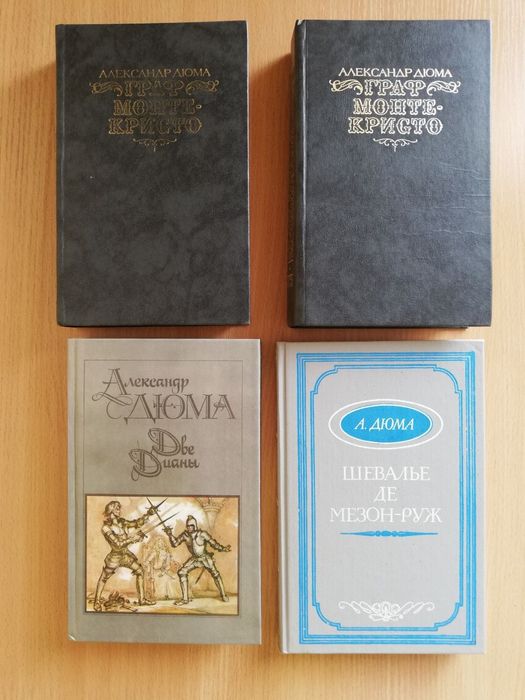 АЛЕКСАНДР ДЮМА
ГРАФ
МОНТЕ-
КРИСТО
АЛЕКСАНДР ДЮМА
ГРАФ
МОНТЕ-
КРИСТО
Александр
ДЮМА
Две
Дианы
А. ДЮМА
ШЕВАЛЬЕ
ДЕ
МЕЗОН-РУЖ